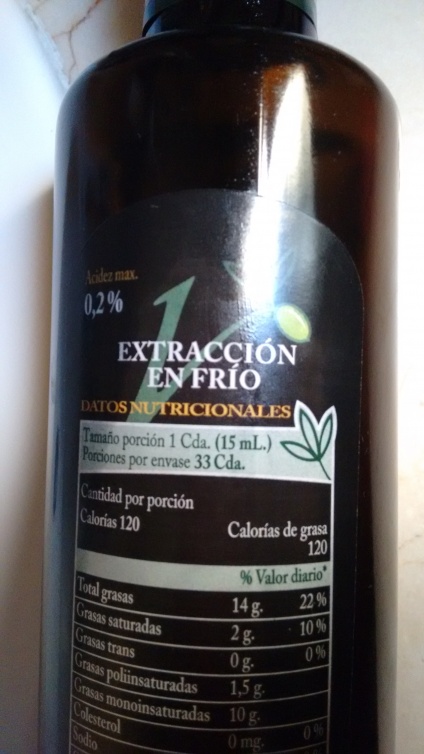 Acidez max.
0,2%
EXTRACCIÓN
EN FRÍO
DATOS NUTRICIONALES
Tamaño porción 1 Cda. (15 mL.)
Porciones por envase 33 Cda.
Cantidad por porción
Calorías 120
Calorías de grasa
120
% Valor diario*
Total grasas 14 g. 22 %
Grasas saturadas 2 g. 10 %
Grasas trans 0 g. 0 %
Grasas poliinsaturadas 1,5 g.
Grasas monoinsaturadas 10 g.
Colesterol 0 mg. 0 %
Sodio